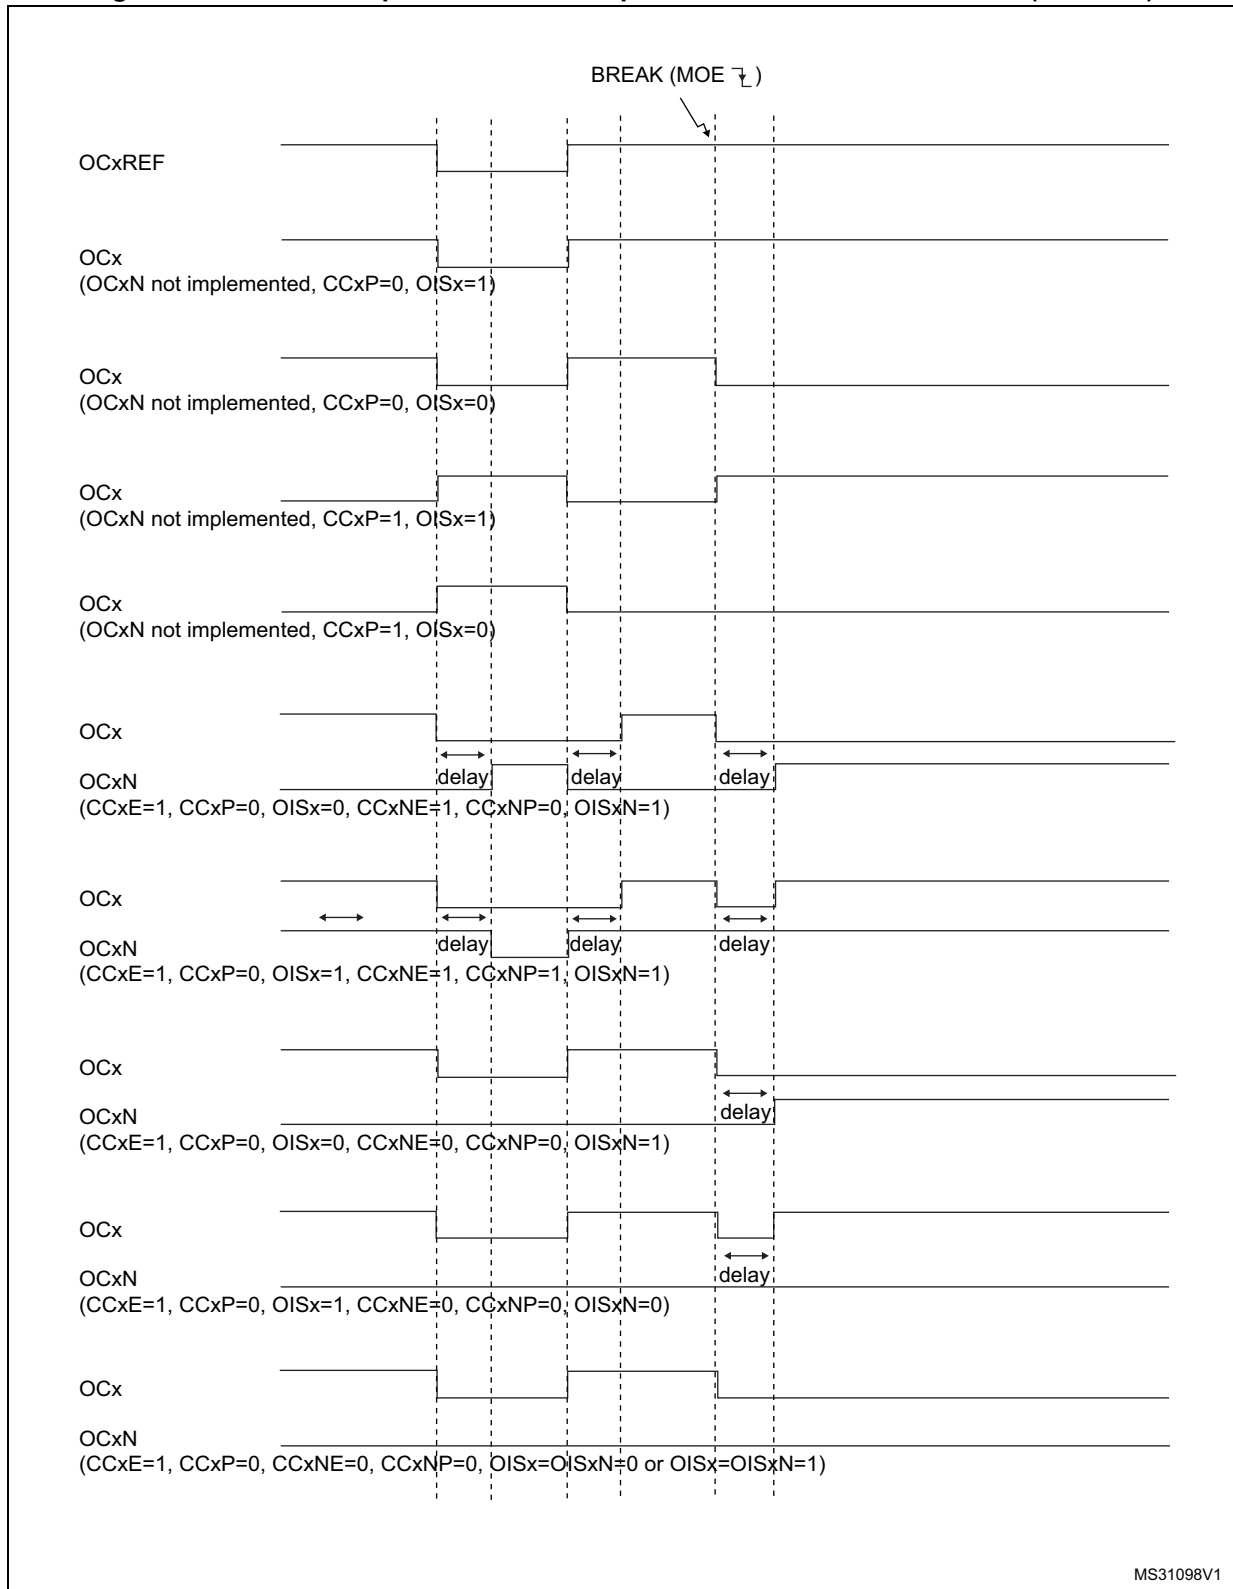 BREAK (MOE )
OCxREF
OCx
(OCxN not implemented, CCxP=0, OISx=1)
OCx
(OCxN not implemented, CCxP=0, OISx=0)
OCx
(OCxN not implemented, CCxP=1, OISx=1)
OCx
(OCxN not implemented, CCxP=1, OISx=0)
OCx
delay delay delay
OCxN
(CCxE=1, CCxP=0, OISx=0, CCxNE=1, CCxNP=0, OISxN=1)
OCx
delay delay delay
OCxN
(CCxE=1, CCxP=0, OISx=1, CCxNE=1, CCxNP=1, OISxN=1)
OCx
delay
OCxN
(CCxE=1, CCxP=0, OISx=0, CCxNE=0, CCxNP=0, OISxN=1)
OCx
delay
OCxN
(CCxE=1, CCxP=0, OISx=1, CCxNE=0, CCxNP=0, OISxN=0)
OCx
OCxN
(CCxE=1, CCxP=0, CCxNE=0, CCxNP=0, OISx=OISxN=0 or OISx=OISxN=1)
MS31098V1